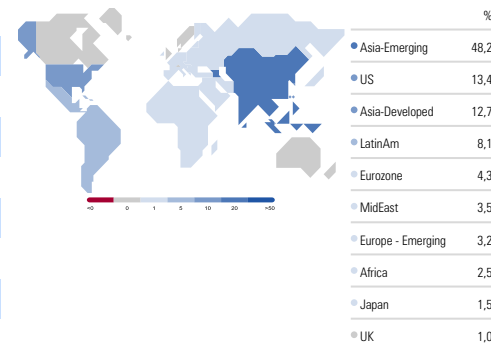 %
Asia-Emerging 48,2
US 13,4
Asia-Developed 12,7
LatinAm 8,1
Eurozone 4,3
MidEast 3,5
Europe - Emerging 3,2
Africa 2,5
Japan 1,5
UK 1,0
<0 0 1 5 10 20 >50